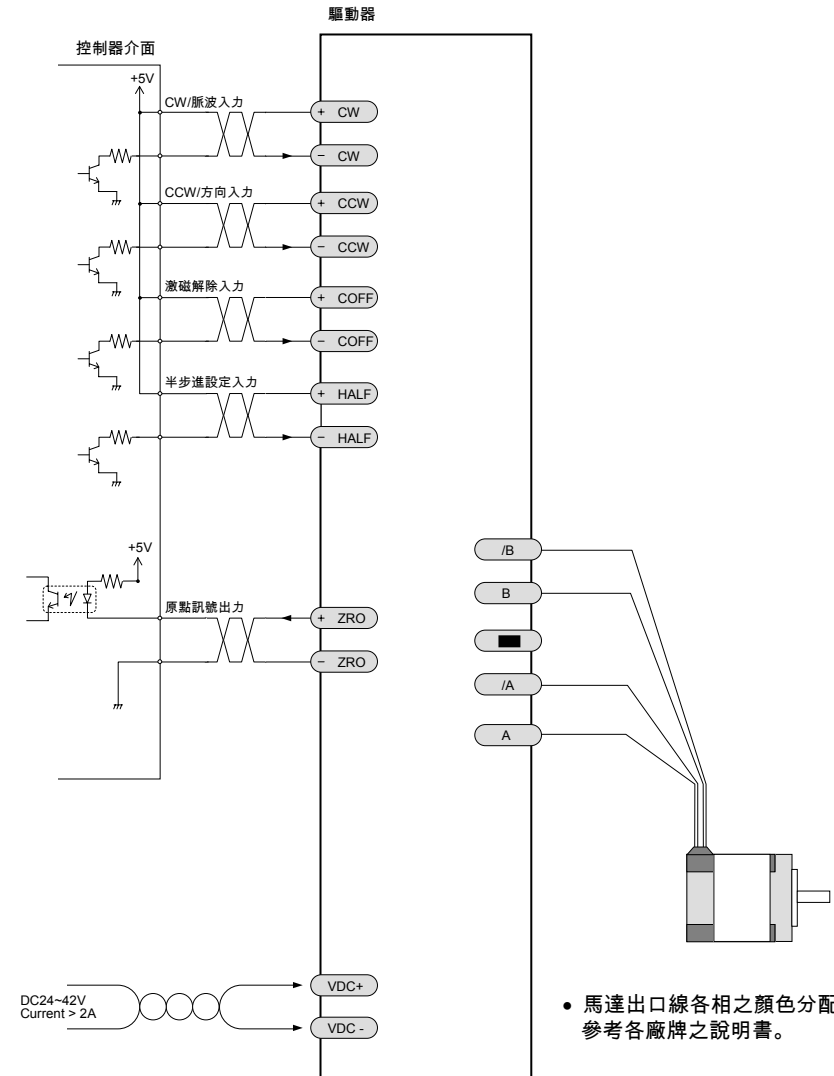 驅動器
控制器介面
+5V
CW/脈波入力
+ CW
− CW
CCW/方向入力
+ CCW
− CCW
激磁解除入力
+ COFF
− COFF
半步進設定入力
+ HALF
− HALF
+5V
原點訊號出力
+ ZRO
− ZRO
/B
B
/A
A
DC24~42V
Current > 2A
VDC+
VDC -
• 馬達出口線各相之顏色分配
參考各廠牌之說明書。